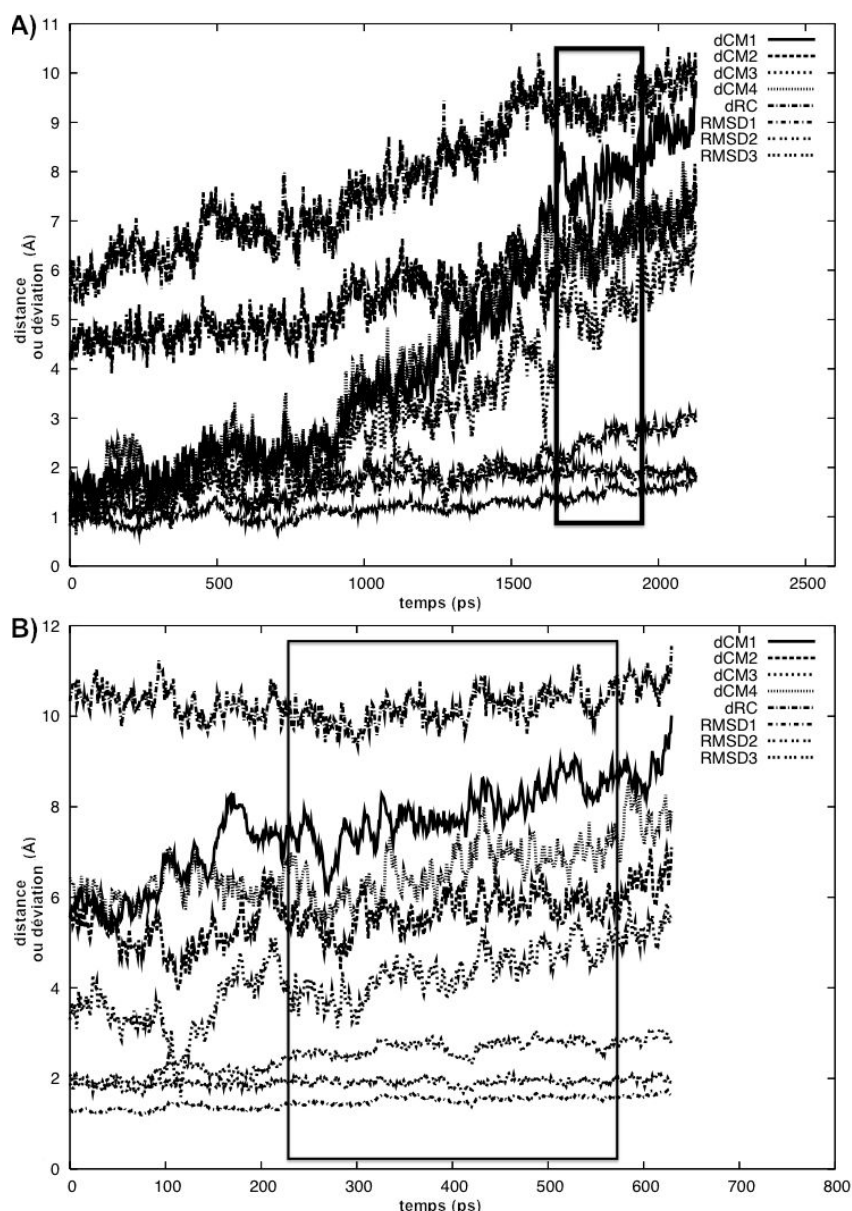 A)
11
10
9
8
7
6
5
4
3
2
1
0
distance
ou déviation (Å)
dCM1
dCM2
dCM3
dCM4
dRC
RMSD1
RMSD2
RMSD3
0 500 1000 1500 2000 2500
temps (ps)
B)
12
10
8
6
4
2
0
distance
ou déviation (Å)
dCM1
dCM2
dCM3
dCM4
dRC
RMSD1
RMSD2
RMSD3
0 100 200 300 400 500 600 700 800
temps (ps)